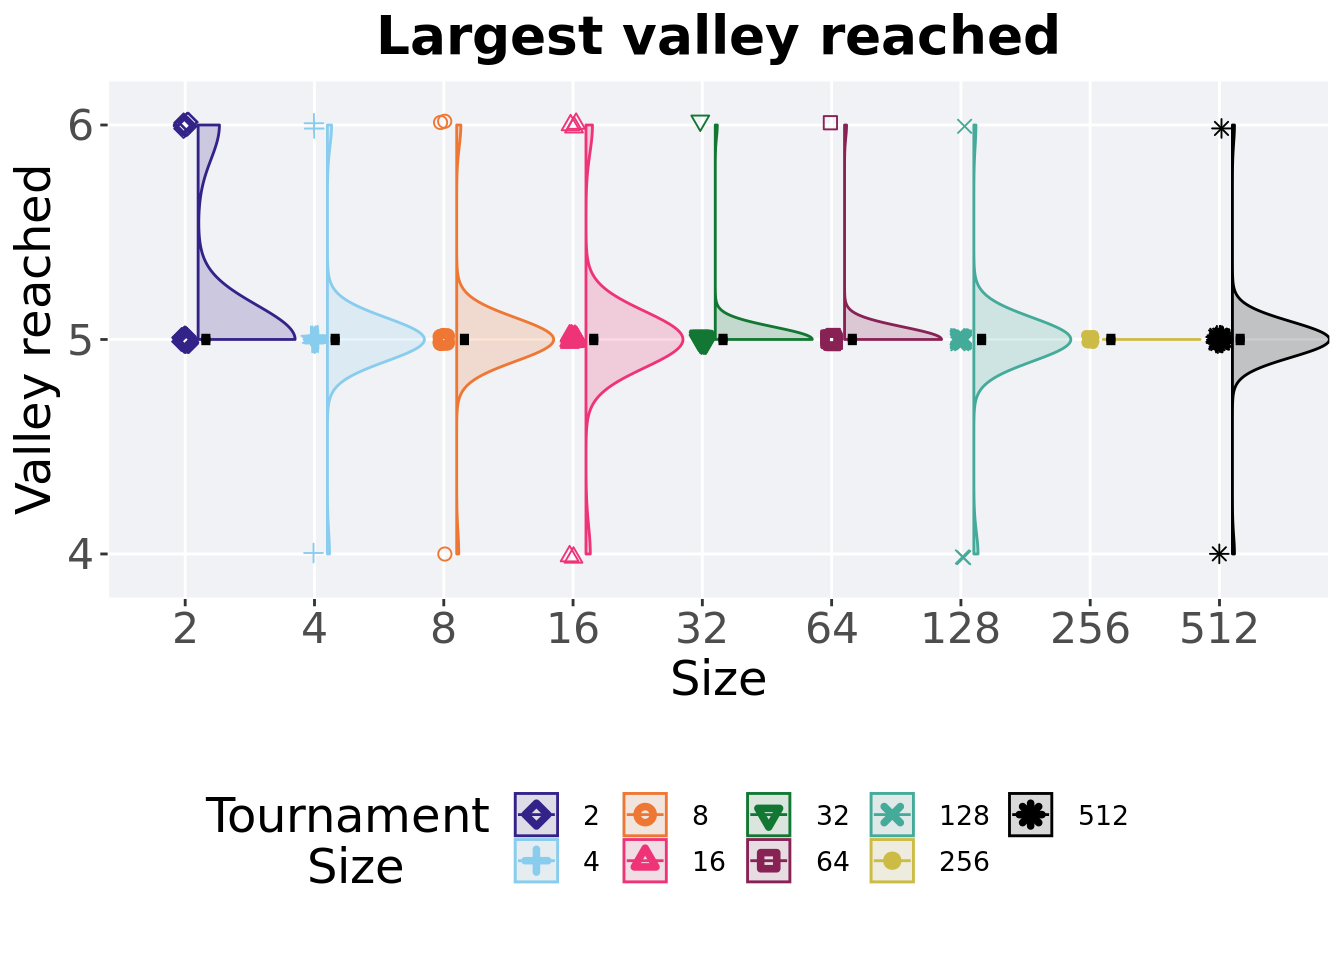 Largest valley reached
6
5
4
Valley reached
2 4 8 16 32 64 128 256 512
Size
Tournament Size
2 8 32 128 512
4 16 64 256